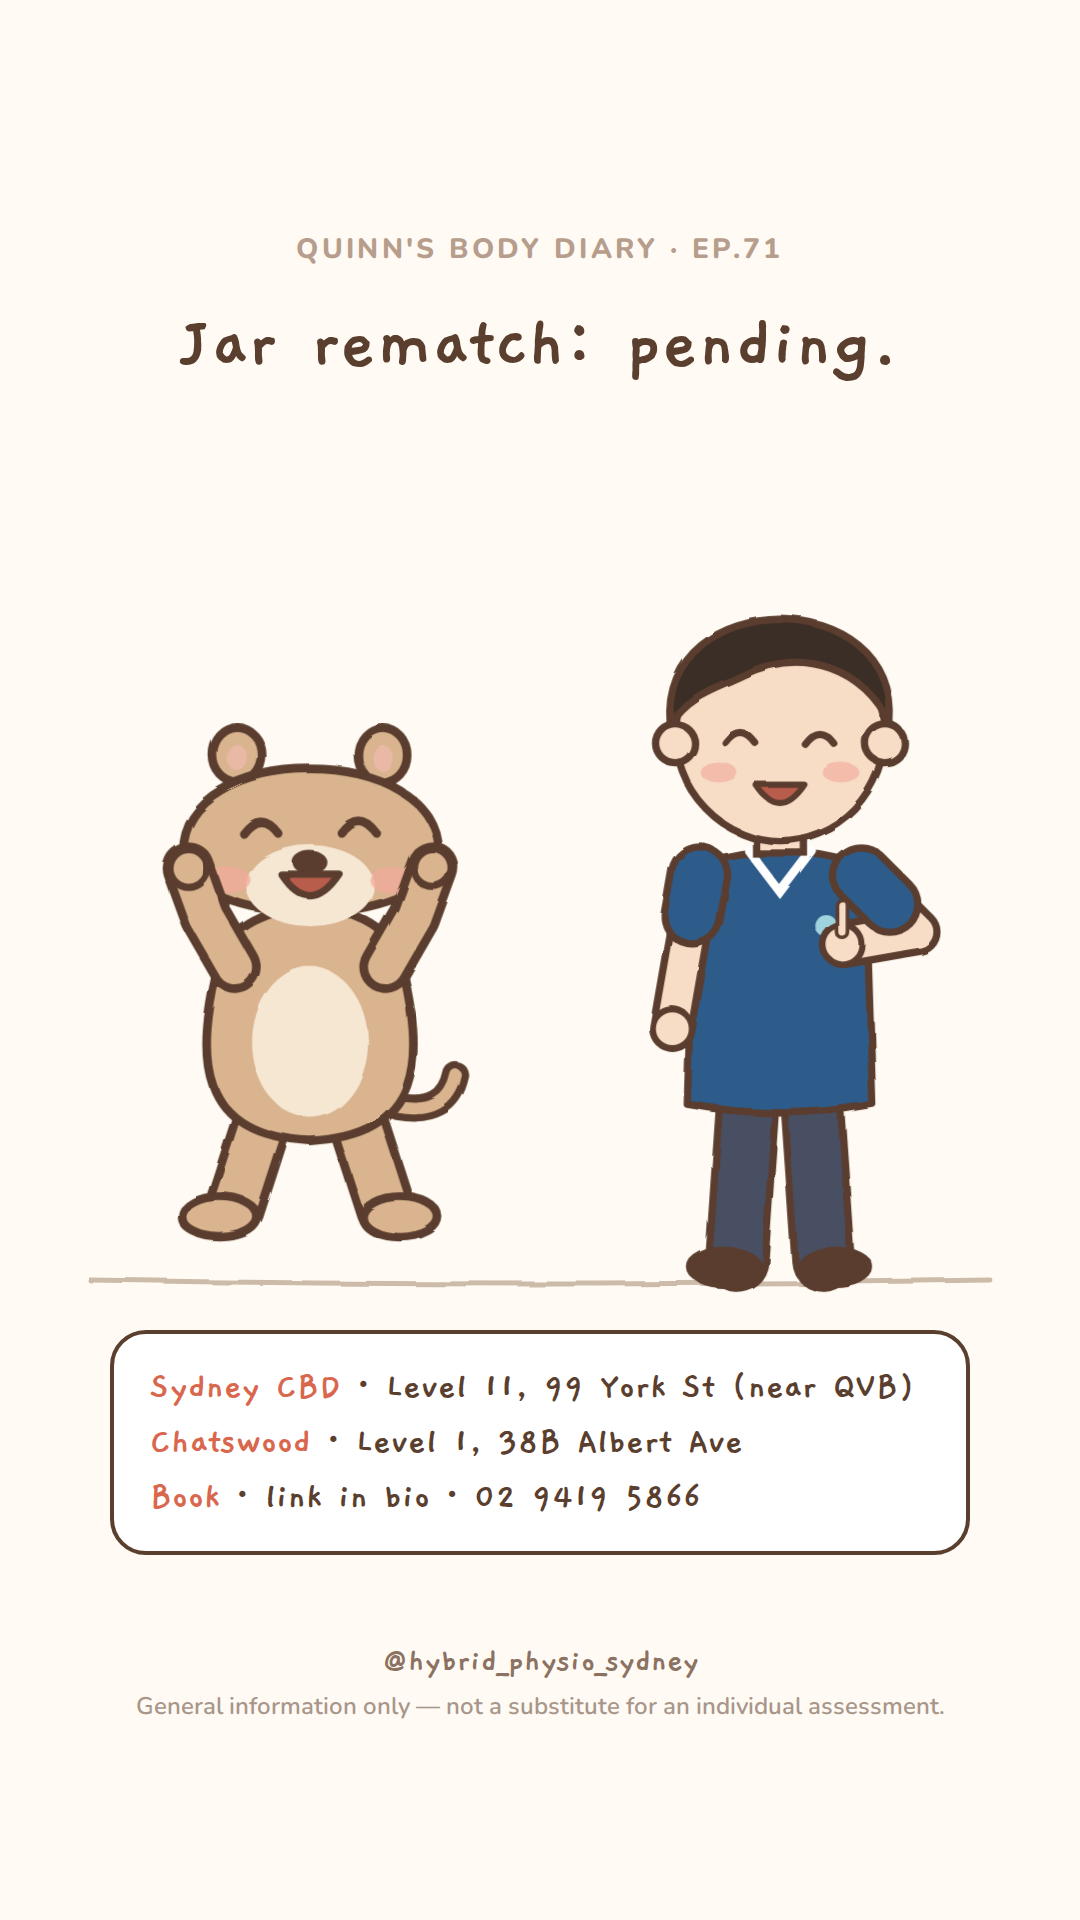 QUINN'S BODY DIARY · EP.71
Jar rematch: pending.
Sydney CBD · Level 11, 99 York St (near QVB)
Chatswood · Level 1, 38B Albert Ave
Book · link in bio · 02 9419 5866
@hybrid_physio_sydney
General information only — not a substitute for an individual assessment.